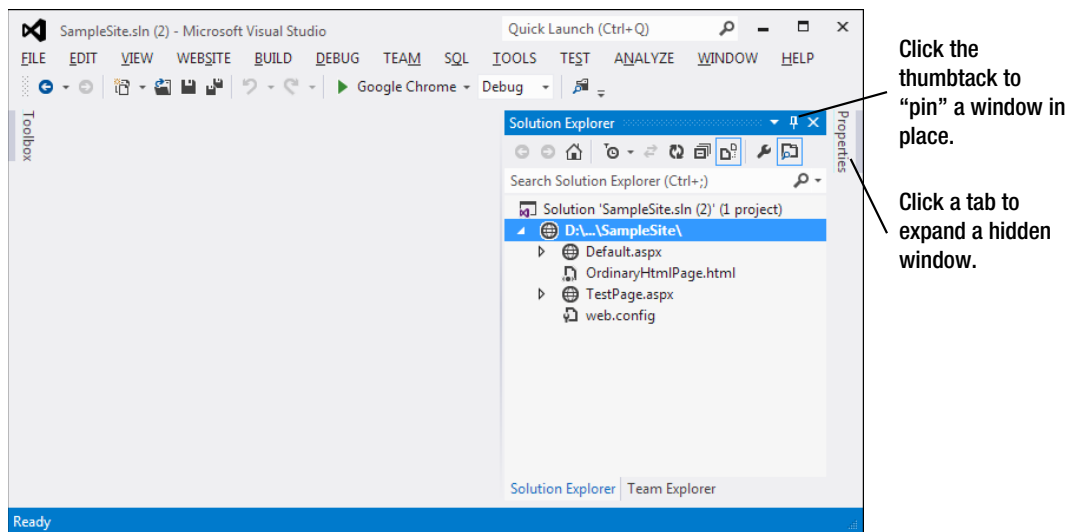 SampleSite.sln (2) - Microsoft Visual Studio
Quick Launch (Ctrl+Q)
FILE EDIT VIEW WEBSITE BUILD DEBUG TEAM SQL TOOLS TEST ANALYZE WINDOW HELP
Google Chrome Debug
Toolbox
Solution Explorer
Properties
Search Solution Explorer (Ctrl+;)
Solution 'SampleSite.sln (2)' (1 project)
D:\...\SampleSite\
Default.aspx
OrdinaryHtmlPage.html
TestPage.aspx
web.config
Solution Explorer Team Explorer
Ready
Click the
thumbtack to
“pin” a window in
place.
Click a tab to
expand a hidden
window.